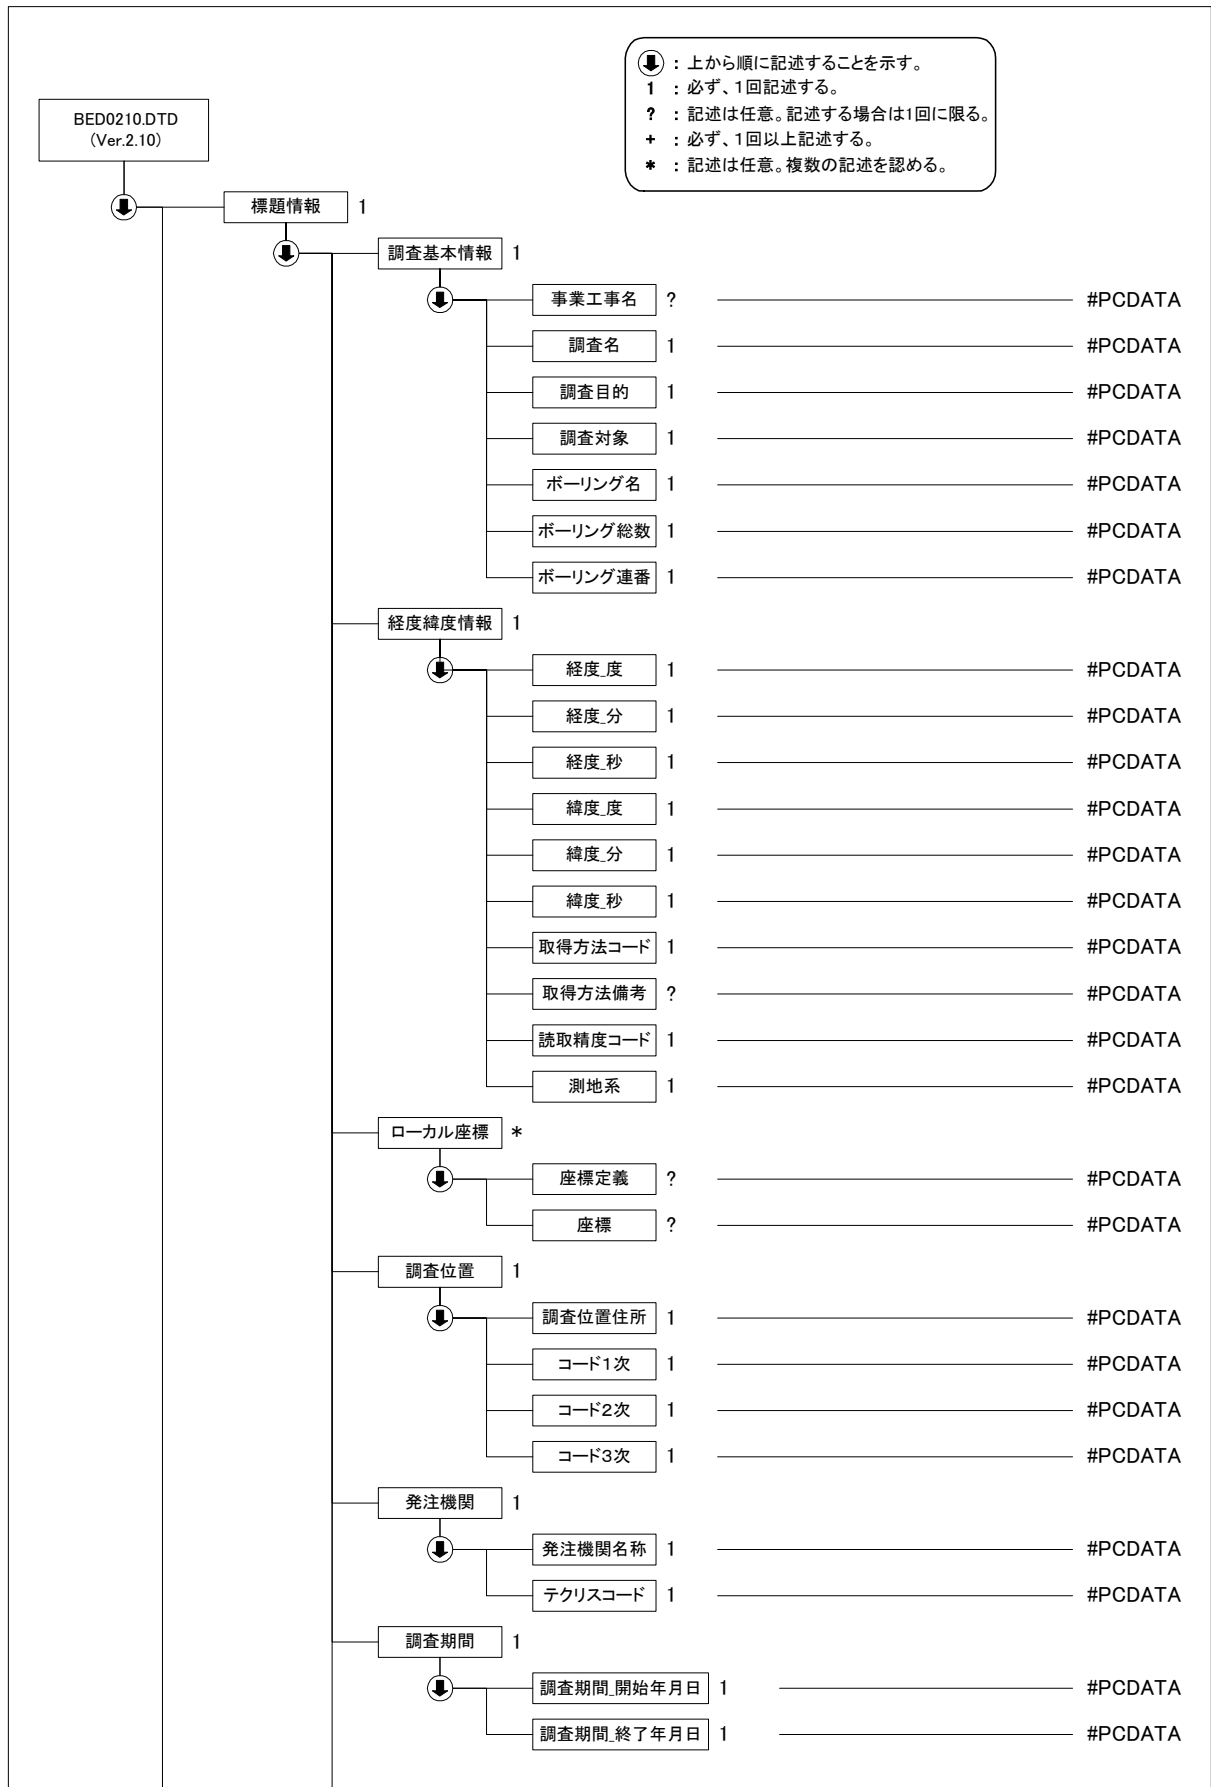 ⬇ : 上から順に記述することを示す。
1 : 必ず、1回記述する。
? : 記述は任意。記述する場合は1回に限る。
+ : 必ず、1回以上記述する。
* : 記述は任意。複数の記述を認める。
BED0210.DTD
(Ver.2.10)
標題情報 1
調査基本情報 1
事業工事名 ? #PCDATA
調査名 1 #PCDATA
調査目的 1 #PCDATA
調査対象 1 #PCDATA
ボーリング名 1 #PCDATA
ボーリング総数 1 #PCDATA
ボーリング連番 1 #PCDATA
経度緯度情報 1
経度_度 1 #PCDATA
経度_分 1 #PCDATA
経度_秒 1 #PCDATA
緯度_度 1 #PCDATA
緯度_分 1 #PCDATA
緯度_秒 1 #PCDATA
取得方法コード 1 #PCDATA
取得方法備考 ? #PCDATA
読取精度コード 1 #PCDATA
測地系 1 #PCDATA
ローカル座標 *
座標定義 ? #PCDATA
座標 ? #PCDATA
調査位置 1
調査位置住所 1 #PCDATA
コード1次 1 #PCDATA
コード2次 1 #PCDATA
コード3次 1 #PCDATA
発注機関 1
発注機関名称 1 #PCDATA
テクリスコード 1 #PCDATA
調査期間 1
調査期間_開始年月日 1 #PCDATA
調査期間_終了年月日 1 #PCDATA